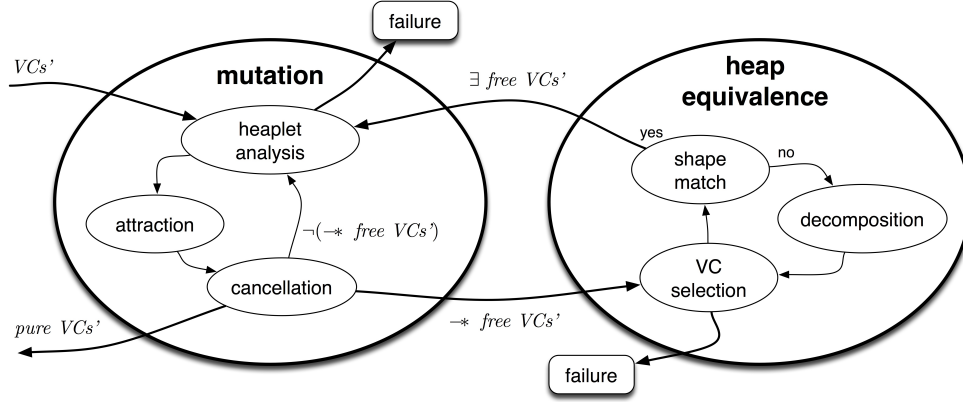 failure
VCs'
mutation
∃ free VCs'
heap
equivalence
heaplet
analysis
yes
shape
match
no
attraction
¬(−∗ free VCs')
decomposition
cancellation
VC
selection
pure VCs'
−∗ free VCs'
failure